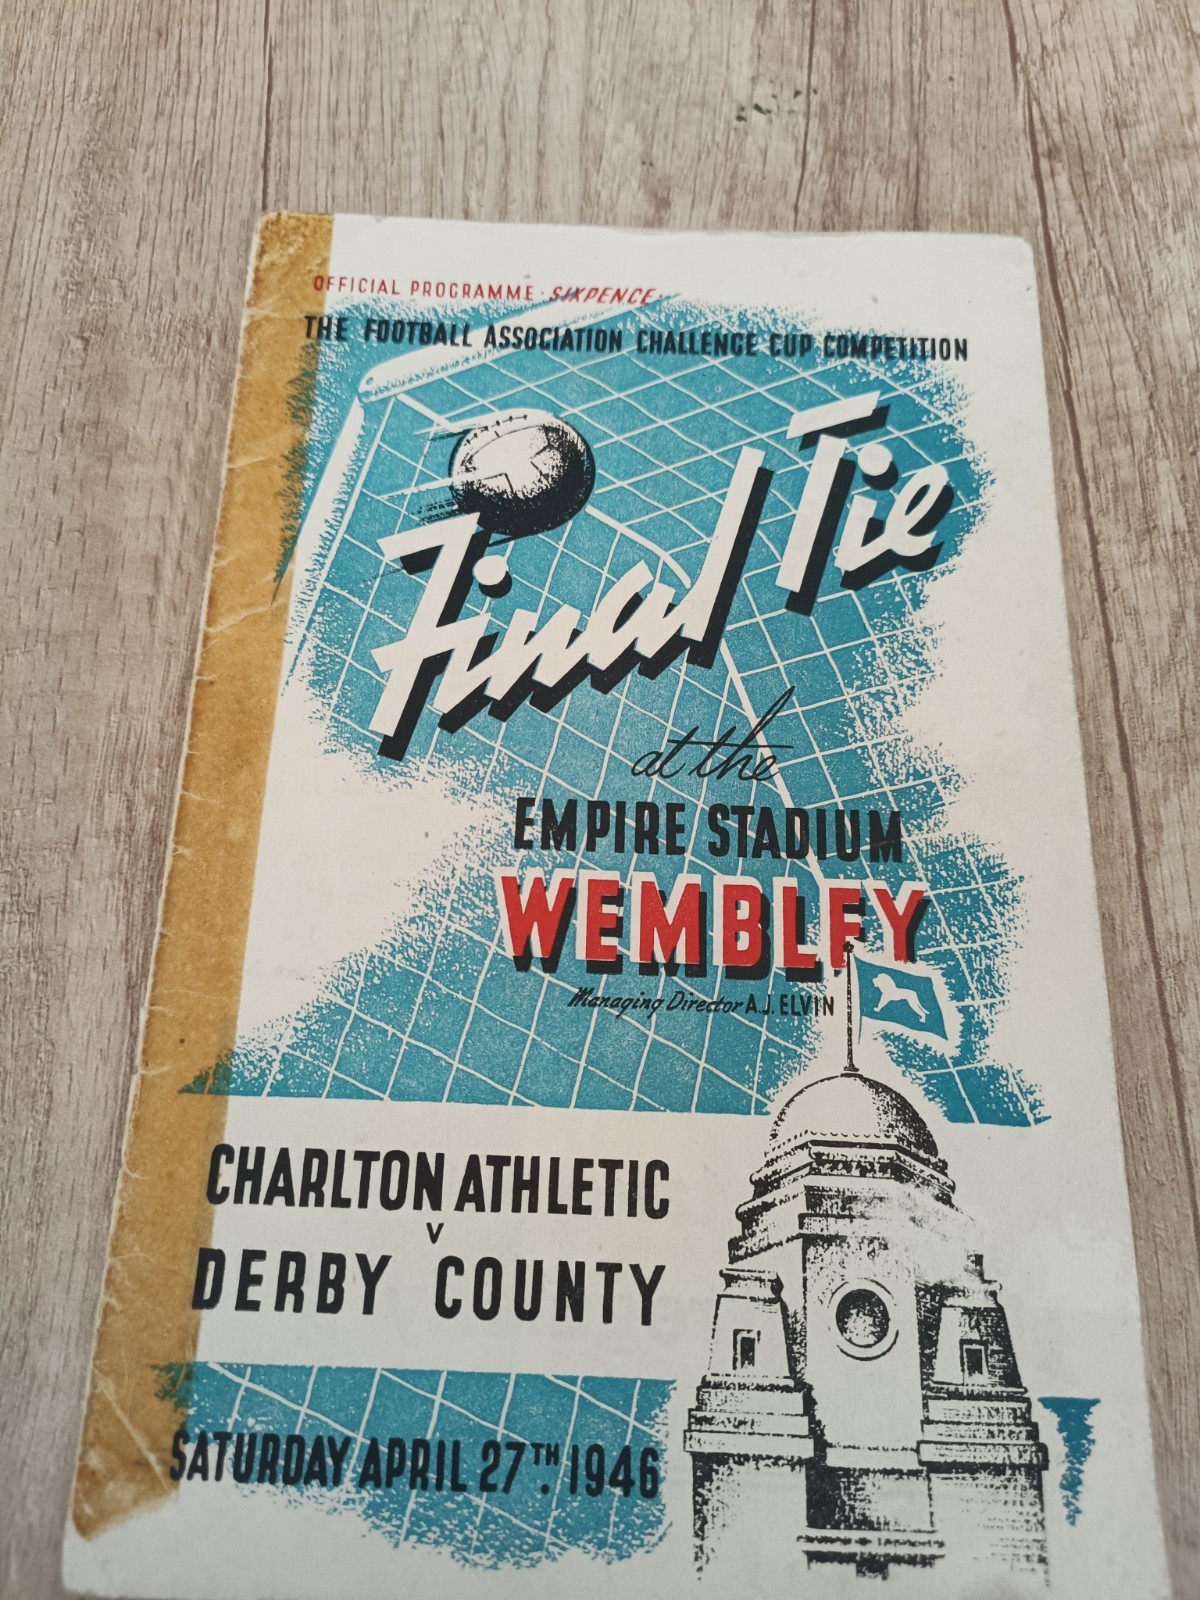 OFFICIAL PROGRAMME · SIXPENCE ·
THE FOOTBALL ASSOCIATION CHALLENGE CUP COMPETITION
Final Tie
at the
EMPIRE STADIUM
WEMBLEY
Managing Director A.J. ELVIN
CHARLTON ATHLETIC
V
DERBY COUNTY
SATURDAY APRIL 27TH. 1946